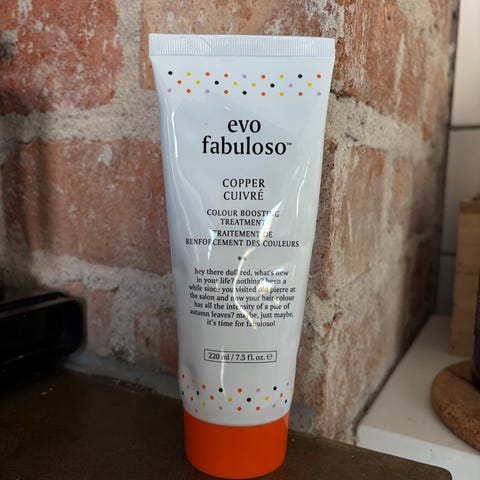 evo
fabuloso™
COPPER
CUIVRÉ
COLOUR BOOSTING
TREATMENT
TRAITEMENT DE
RENFORCEMENT DES COULEURS
hey there dull red, what's new
in your life? nothing? been a
while since you visited old pierre at
the salon and now your hair colour
has all the intensity of a pile of
autumn leaves? maybe, just maybe,
it's time for fabuloso!
220 ml / 7.5 fl. oz. ℮